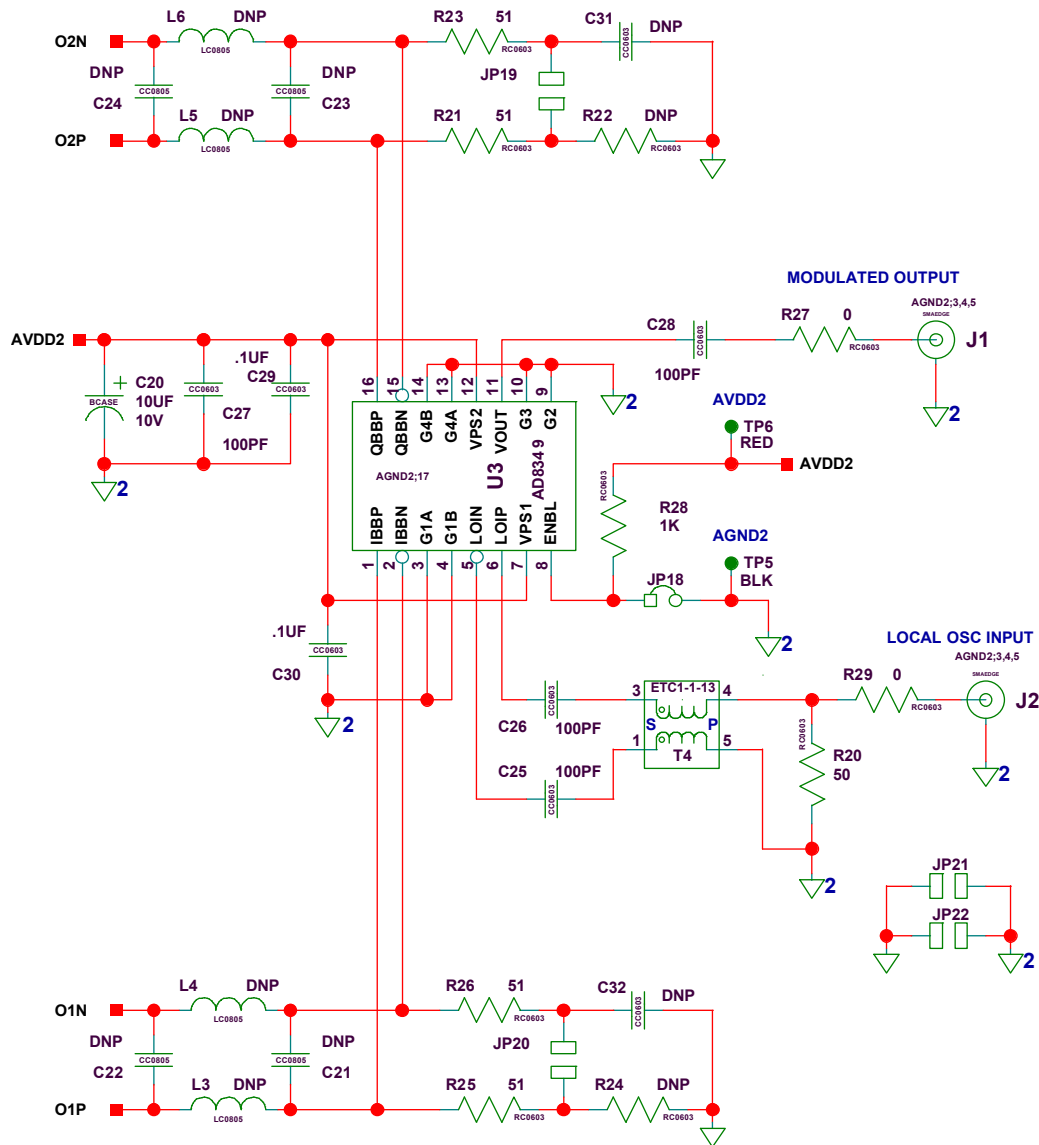 L6 DNP R23 51 C31 DNP
O2N LC0805 RC0603 CC0603
DNP CC0805 C24 DNP CC0805 C23 JP19
L5 DNP R21 51 R22 DNP
O2P LC0805 RC0603 RC0603
MODULATED OUTPUT
AGND2;3,4,5
SMAEDGE
R27 0 RC0603 J1
C28 CC0603 100PF
AVDD2
C20 10UF 10V BCASE +
.1UF C29 CC0603
CC0603 C27 100PF
2
16 15 14 13 12 11 10 9
QBBP QBBN G4B G4A VPS2 VOUT G3 G2
AGND2;17 U3 AD8349
IBBP IBBN G1A G1B LOIN LOIP VPS1 ENBL
1 2 3 4 5 6 7 8
2
AVDD2
TP6
RED
AVDD2
RC0603 R28 1K
AGND2
TP5
BLK
JP18
2
2
.1UF
CC0603
C30
2
LOCAL OSC INPUT
AGND2;3,4,5
SMAEDGE
R29 0 RC0603 J2
2
3 ETC1-1-13 4
S P
1 T4 5
C26 CC0603 100PF
C25 CC0603 100PF
RC0603 R20 50
2
JP21
JP22
2
L4 DNP R26 51 C32 DNP
O1N LC0805 RC0603 CC0603
DNP CC0805 C22 DNP CC0805 C21 JP20
L3 DNP R25 51 R24 DNP
O1P LC0805 RC0603 RC0603